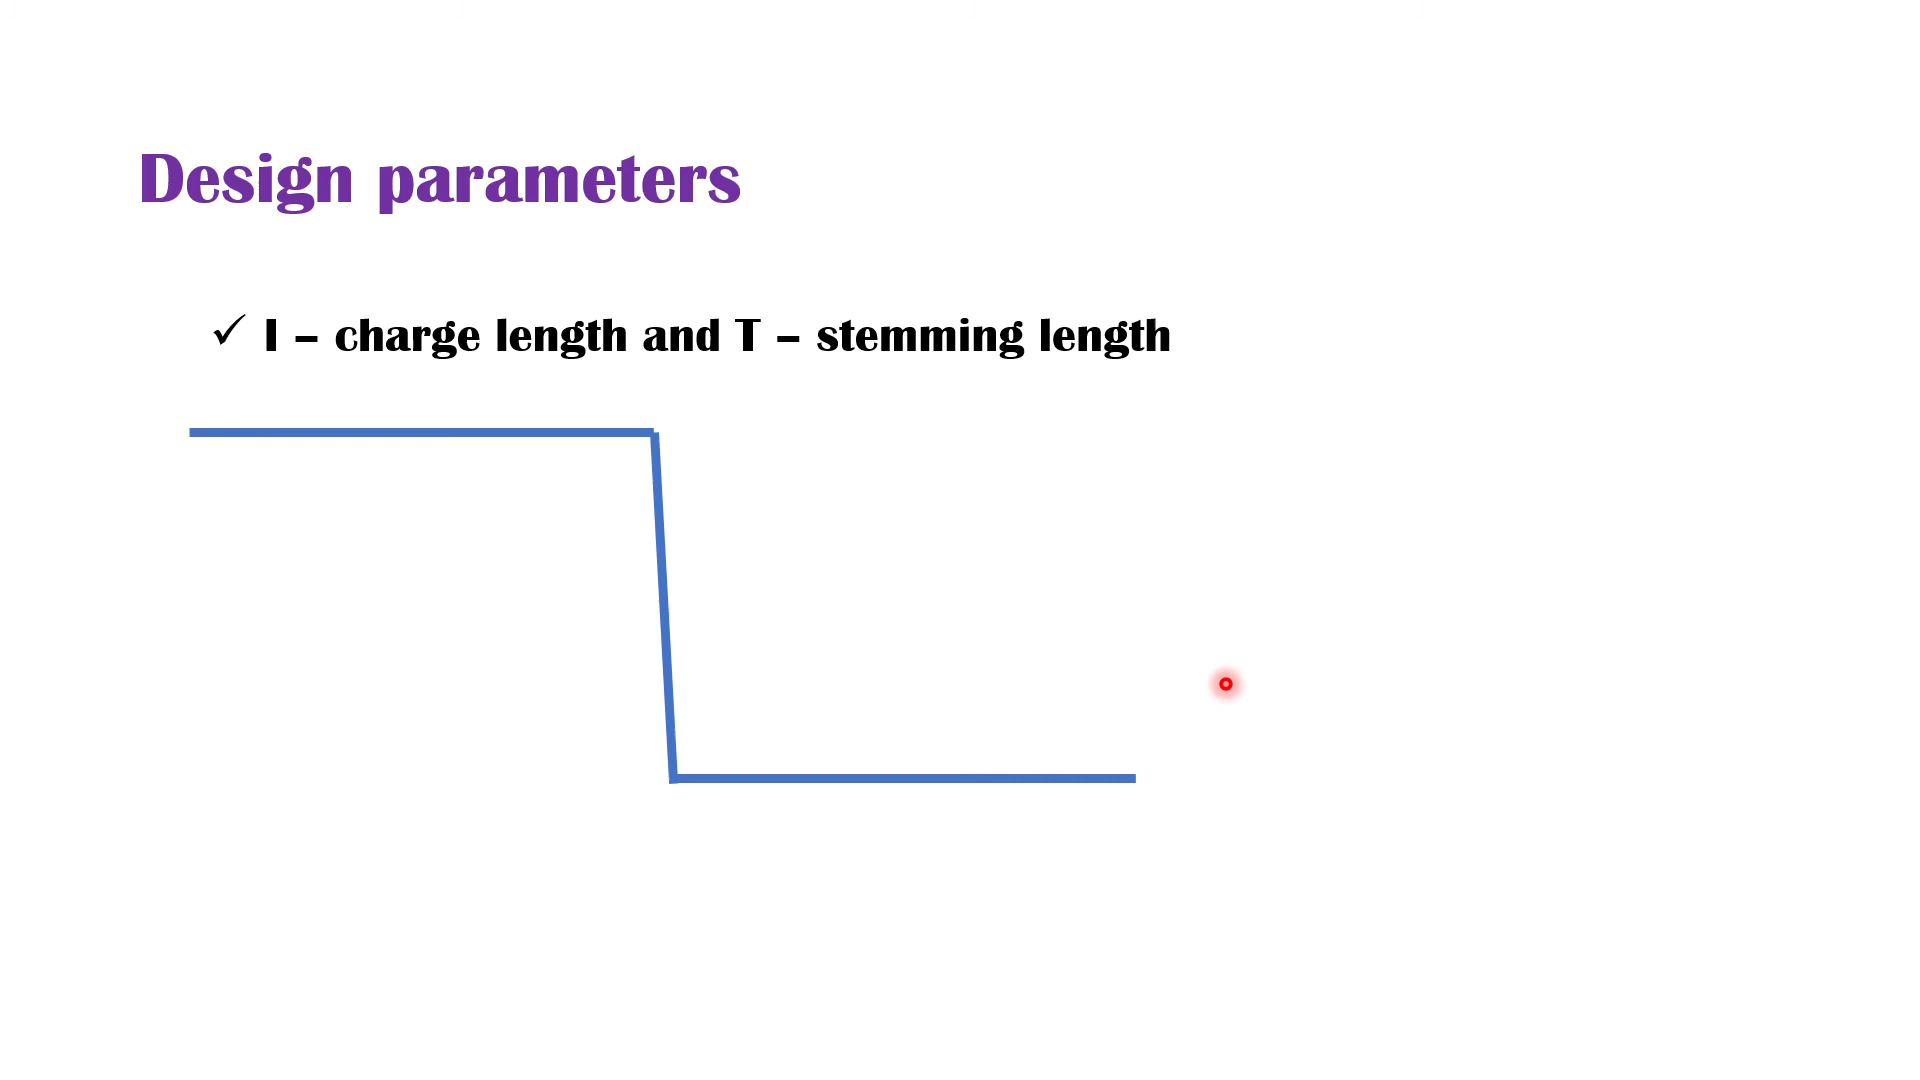 Design parameters
✓ I – charge length and T – stemming length